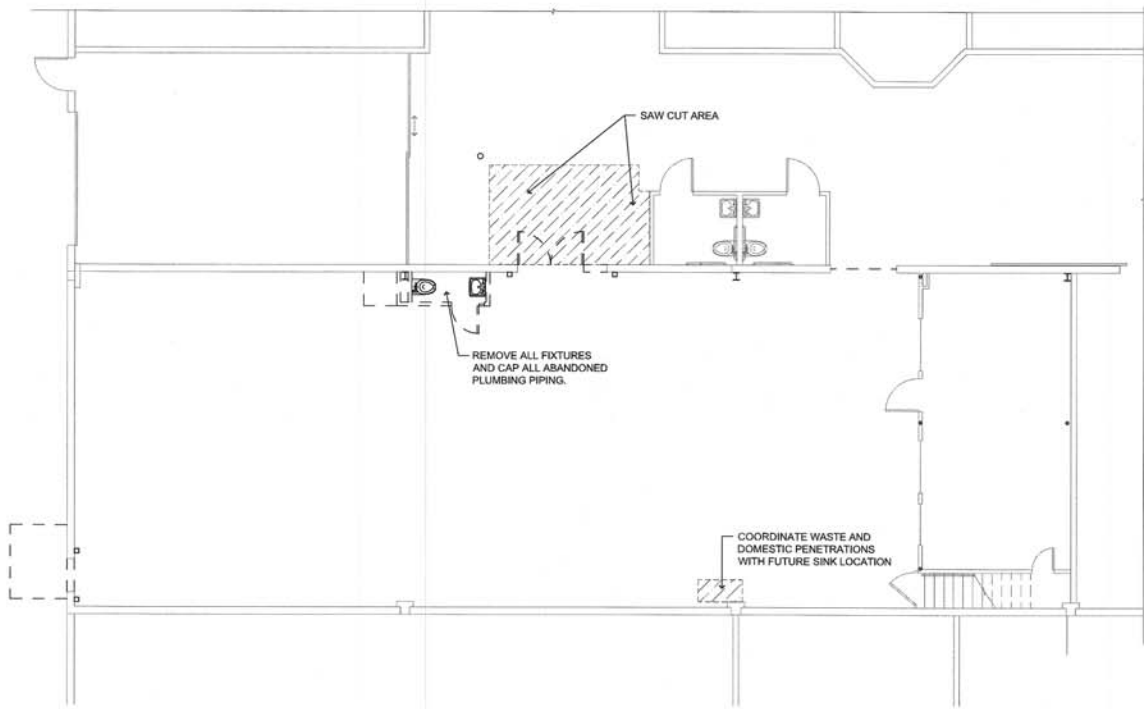 SAW CUT AREA
REMOVE ALL FIXTURES
AND CAP ALL ABANDONED
PLUMBING PIPING.
COORDINATE WASTE AND
DOMESTIC PENETRATIONS
WITH FUTURE SINK LOCATION